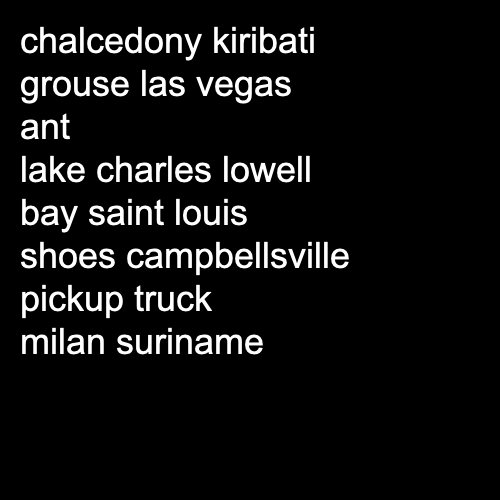 chalcedony kiribati
grouse las vegas
ant
lake charles lowell
bay saint louis
shoes campbellsville
pickup truck
milan suriname